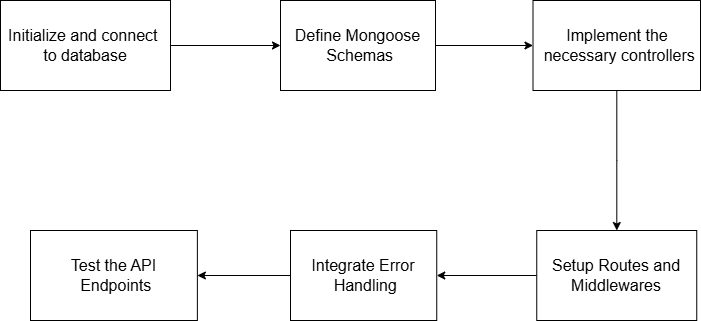 Initialize and connect
to database
Define Mongoose
Schemas
Implement the
necessary controllers
Setup Routes and
Middlewares
Integrate Error
Handling
Test the API
Endpoints